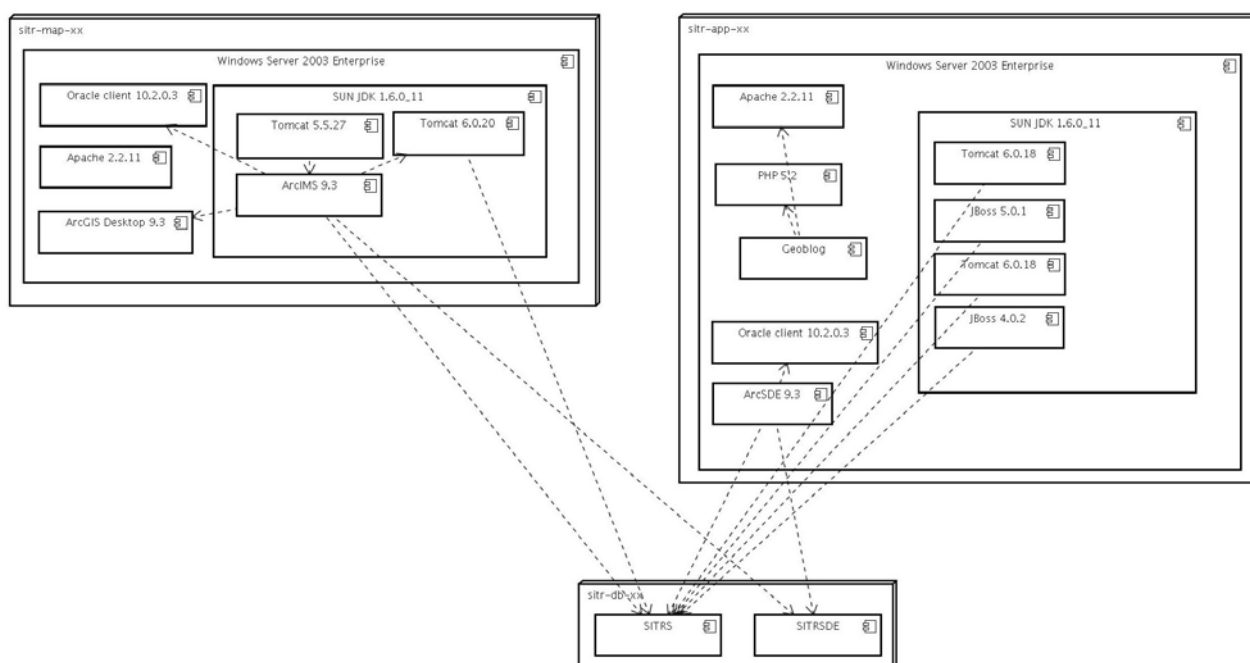 sitr-map-xx
Windows Server 2003 Enterprise
Oracle client 10.2.0.3
SUN JDK 1.6.0_11
Tomcat 5.5.27
Tomcat 6.0.20
Apache 2.2.11
ArcIMS 9.3
ArcGIS Desktop 9.3
sitr-app-xx
Windows Server 2003 Enterprise
Apache 2.2.11
SUN JDK 1.6.0_11
Tomcat 6.0.18
PHP 5.2
JBoss 5.0.1
Geoblog
Tomcat 6.0.18
Oracle client 10.2.0.3
JBoss 4.0.2
ArcSDE 9.3
sitr-db-xx
SITRS
SITRSDE